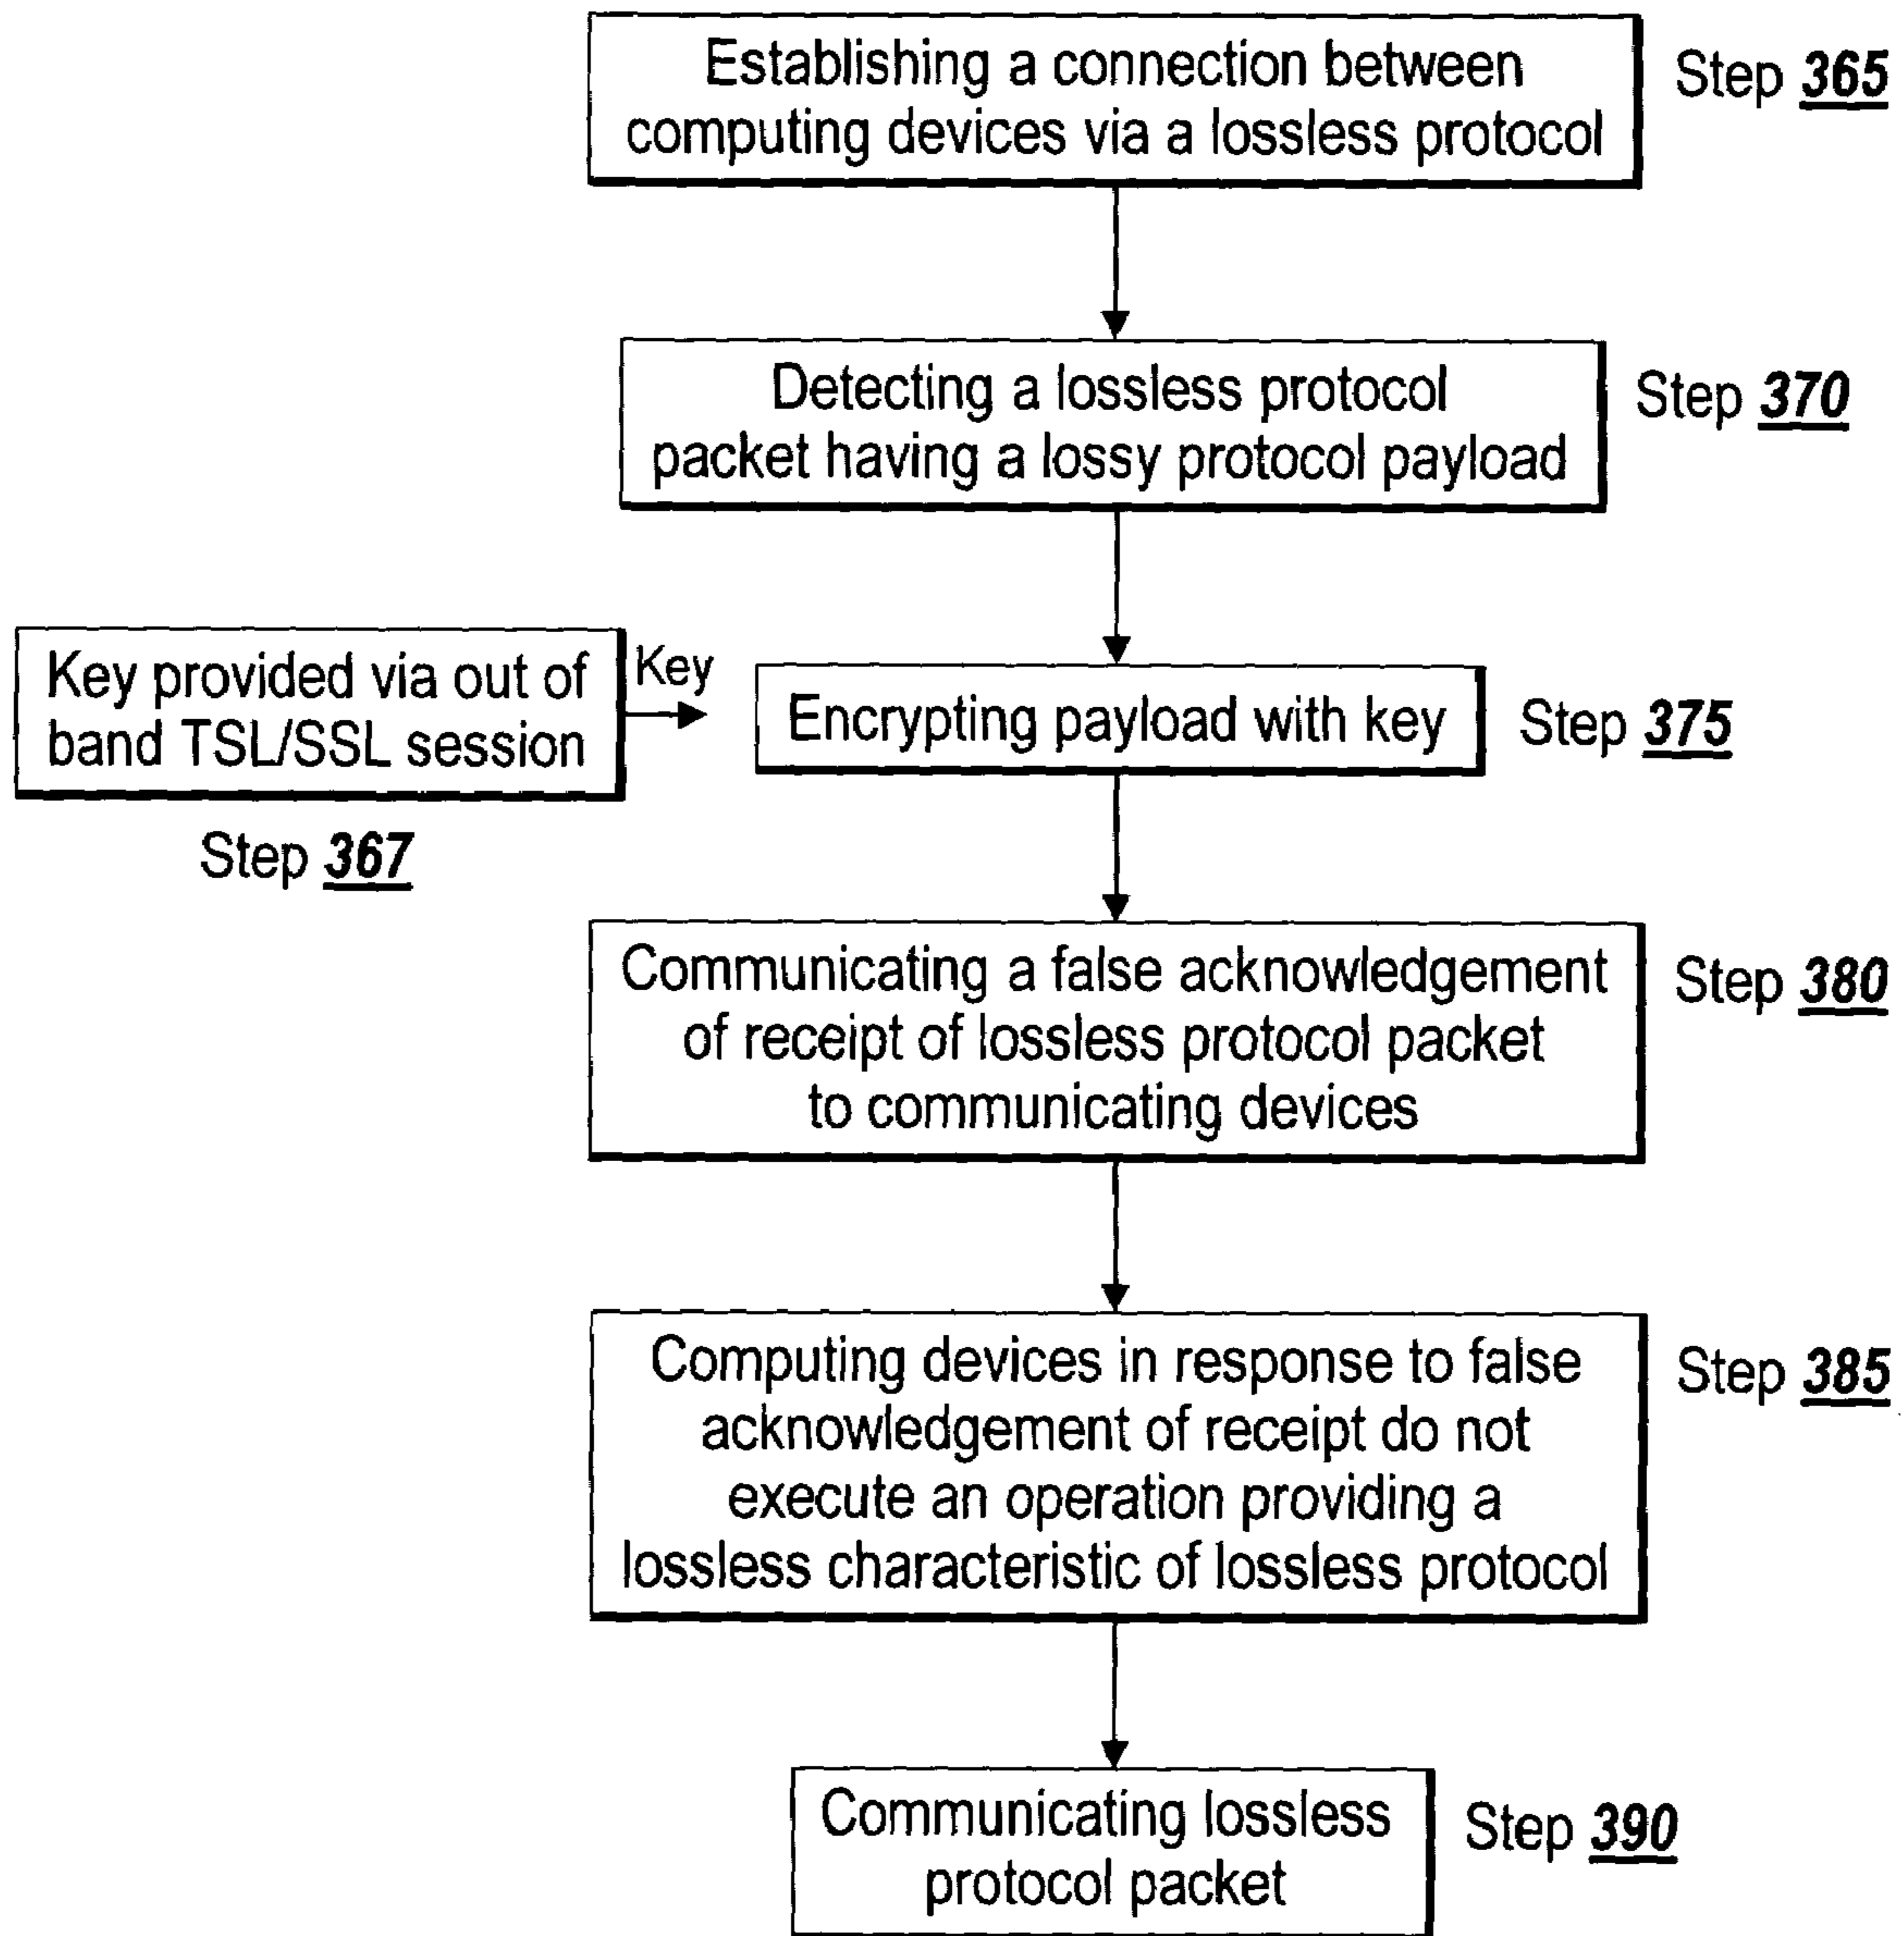 Establishing a connection between
computing devices via a lossless protocol
Step 365
Detecting a lossless protocol
packet having a lossy protocol payload
Step 370
Key provided via out of
band TSL/SSL session
Step 367
Key
Encrypting payload with key
Step 375
Communicating a false acknowledgement
of receipt of lossless protocol packet
to communicating devices
Step 380
Computing devices in response to false
acknowledgement of receipt do not
execute an operation providing a
lossless characteristic of lossless protocol
Step 385
Communicating lossless
protocol packet
Step 390